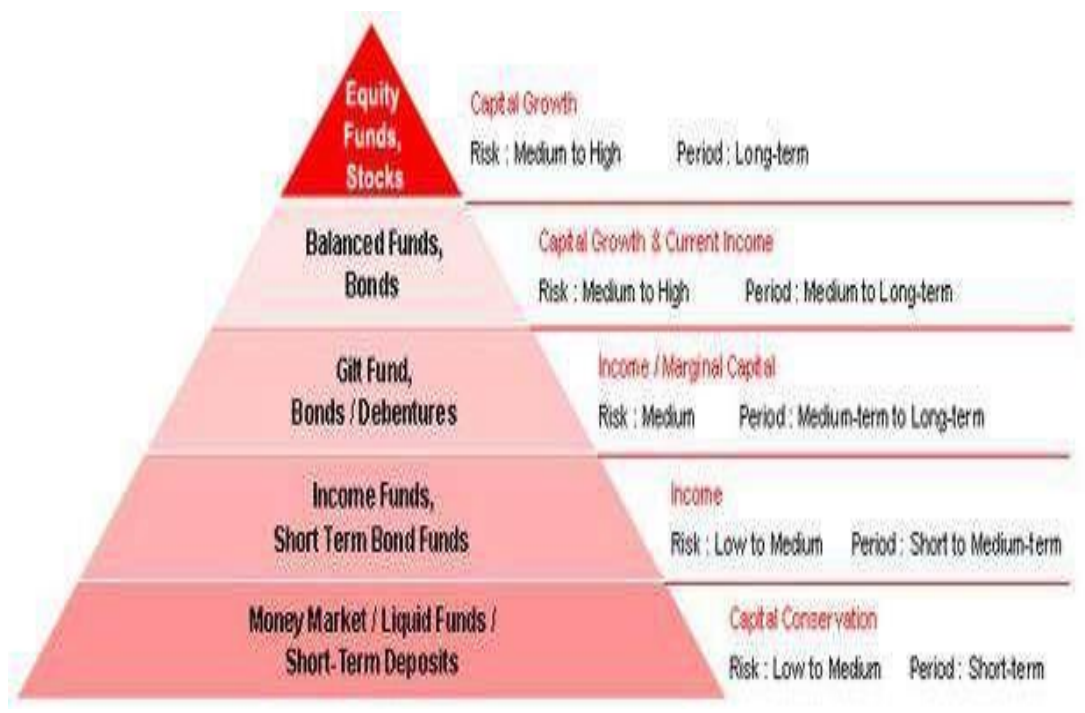 Equity
Funds,
Stocks
Capital Growth
Risk : Medium to High Period : Long-term
Balanced Funds,
Bonds
Capital Growth & Current Income
Risk : Medium to High Period : Medium to Long-term
Gilt Fund,
Bonds / Debentures
Income / Marginal Capital
Risk : Medium Period : Medium-term to Long-term
Income Funds,
Short Term Bond Funds
Income
Risk : Low to Medium Period : Short to Medium-term
Money Market / Liquid Funds /
Short-Term Deposits
Capital Conservation
Risk : Low to Medium Period : Short-term